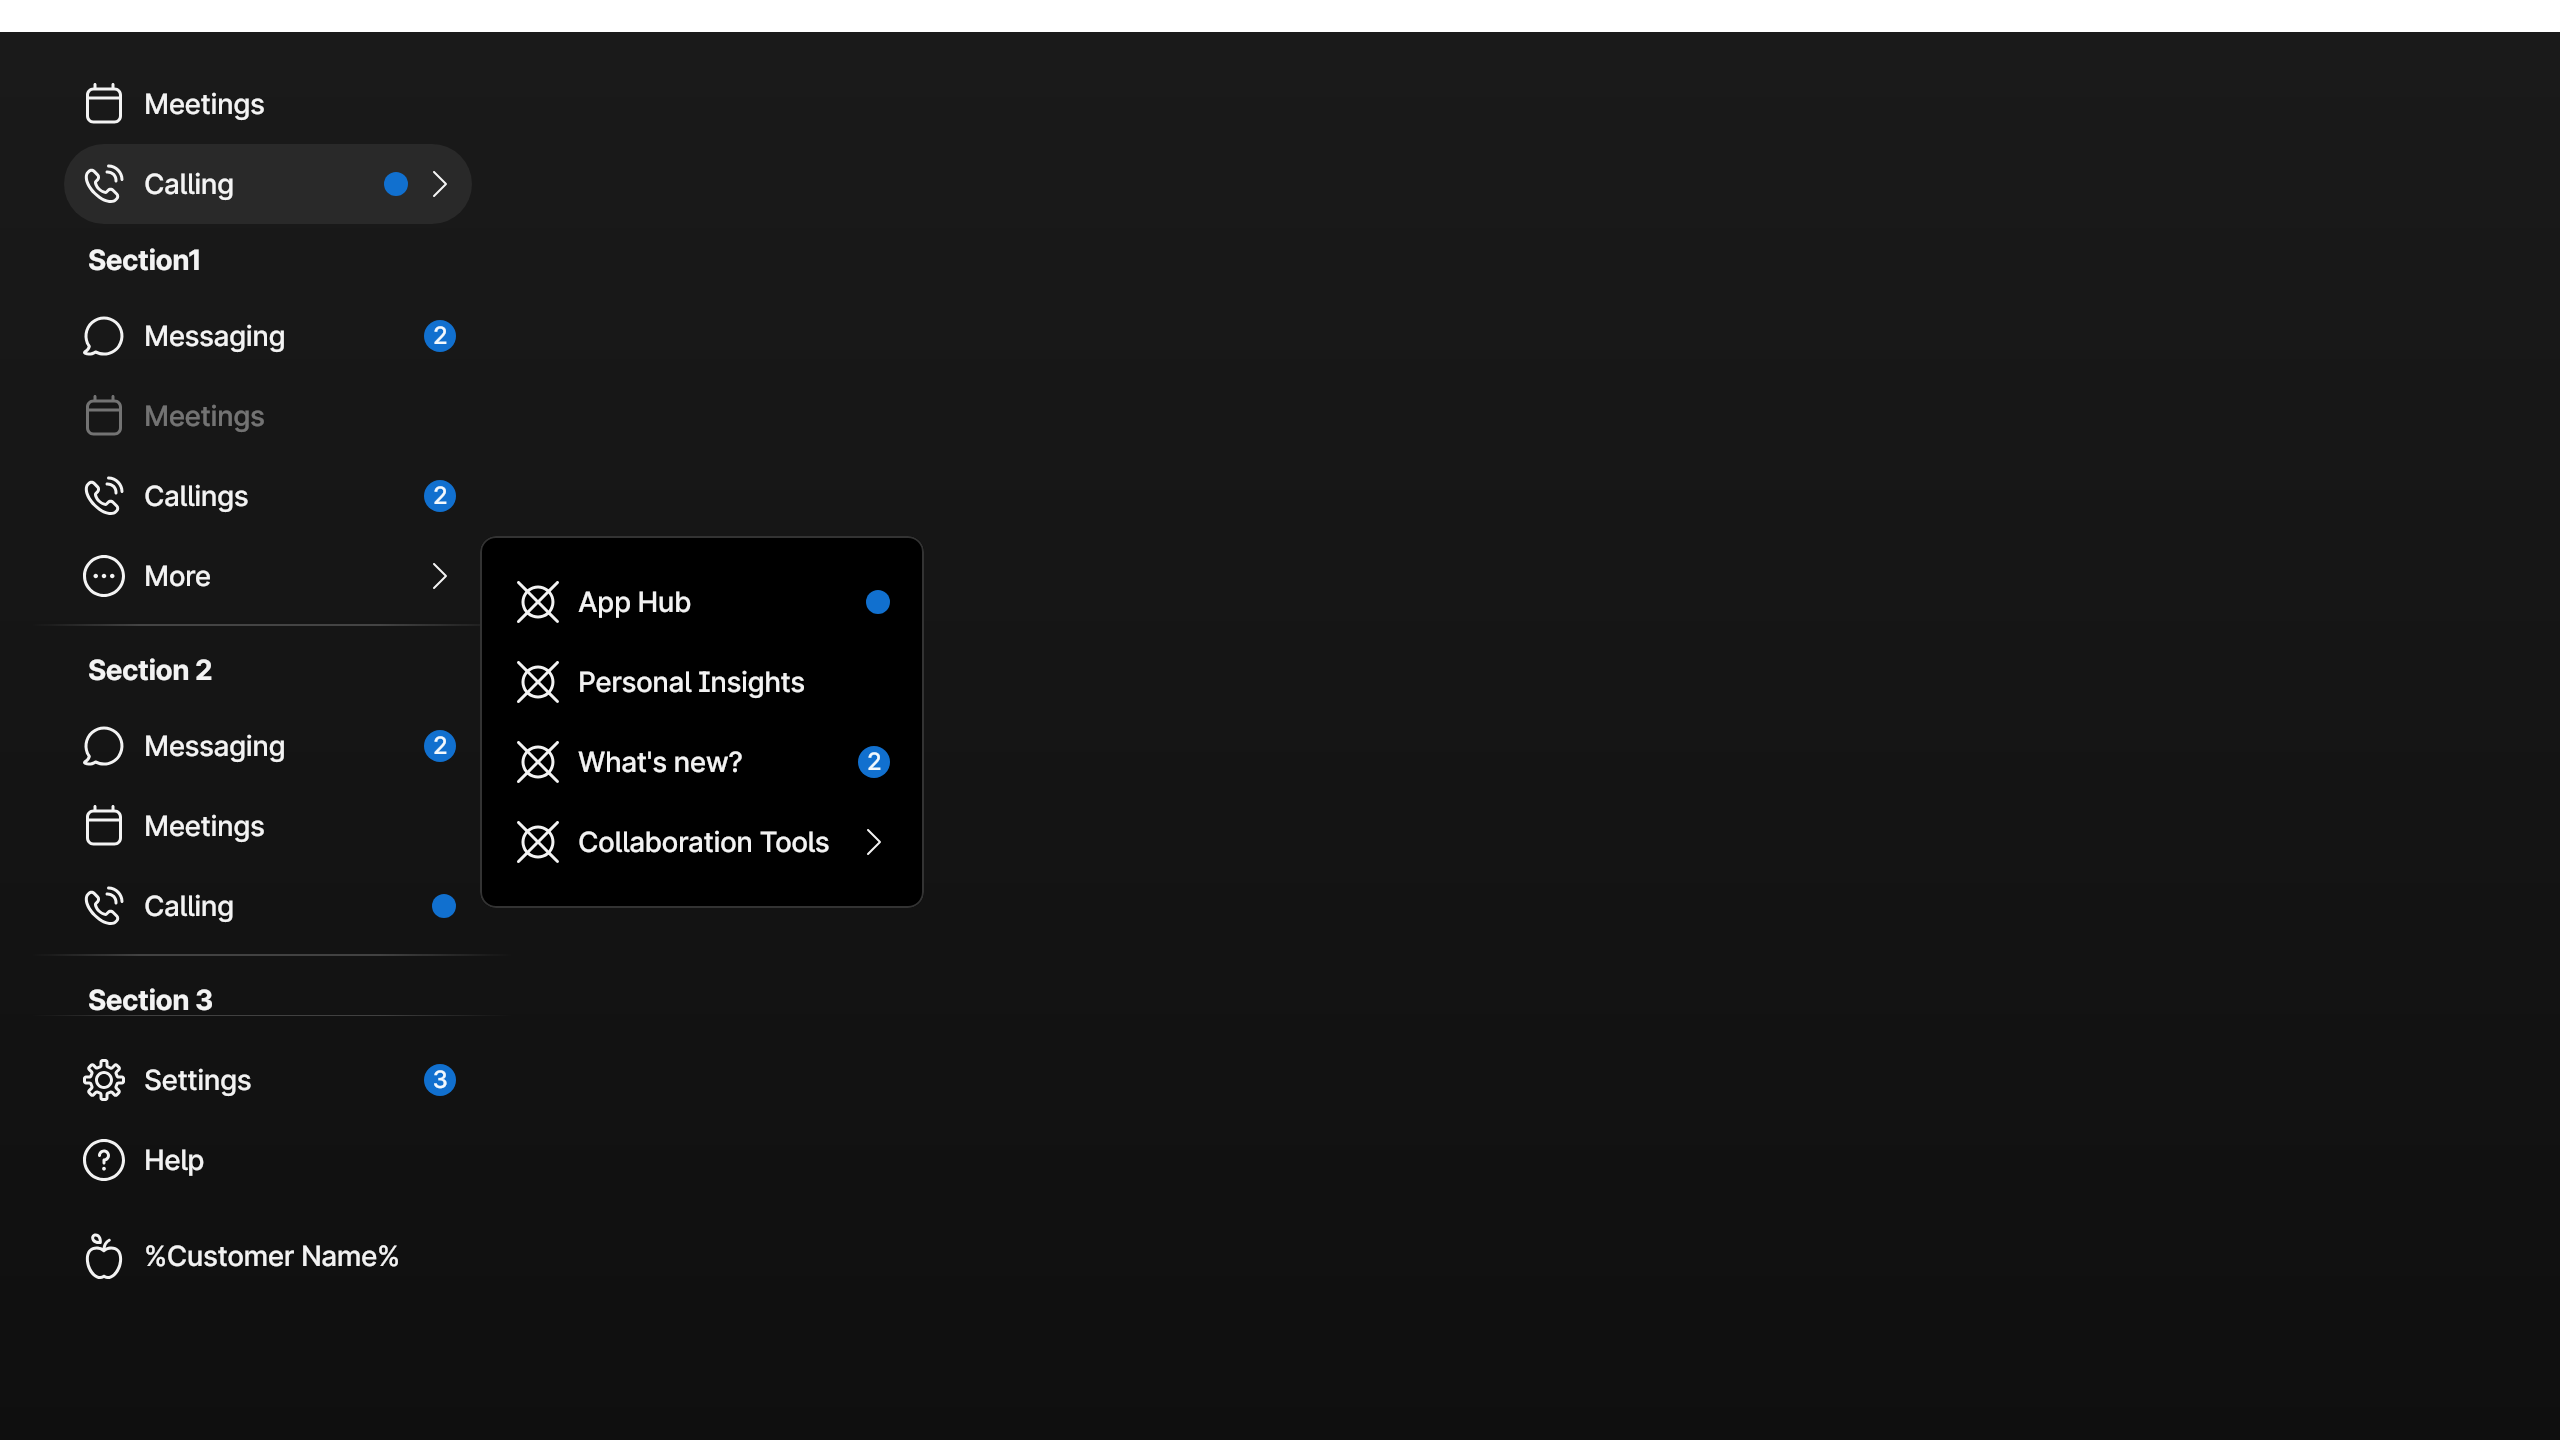 Meetings
Calling
Section1
Messaging 2
Meetings
Callings 2
More
App Hub
Personal Insights
What's new? 2
Collaboration Tools
Section 2
Messaging 2
Meetings
Calling
Section 3
Settings 3
Help
%Customer Name%